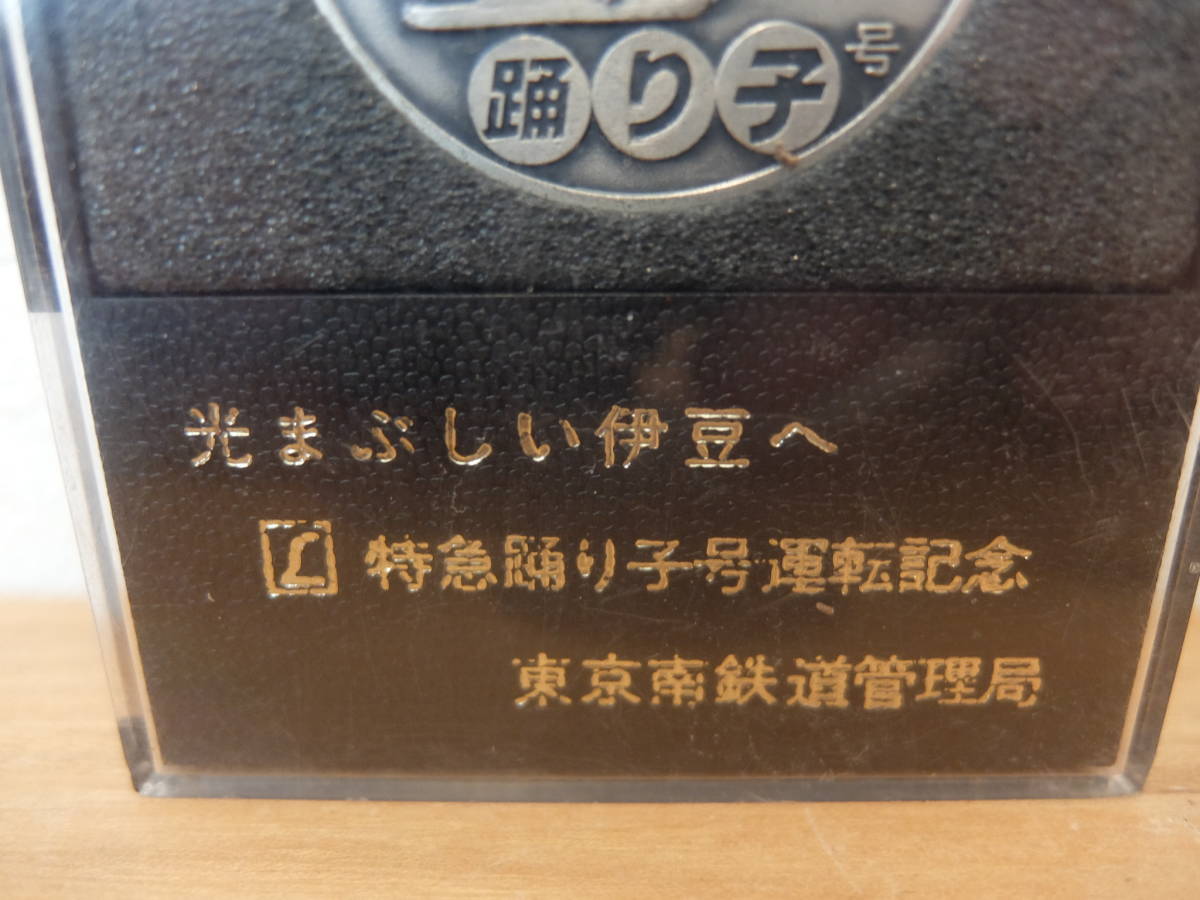 踊り子号
光まぶしい伊豆へ
L 特急踊り子号運転記念
東京南鉄道管理局